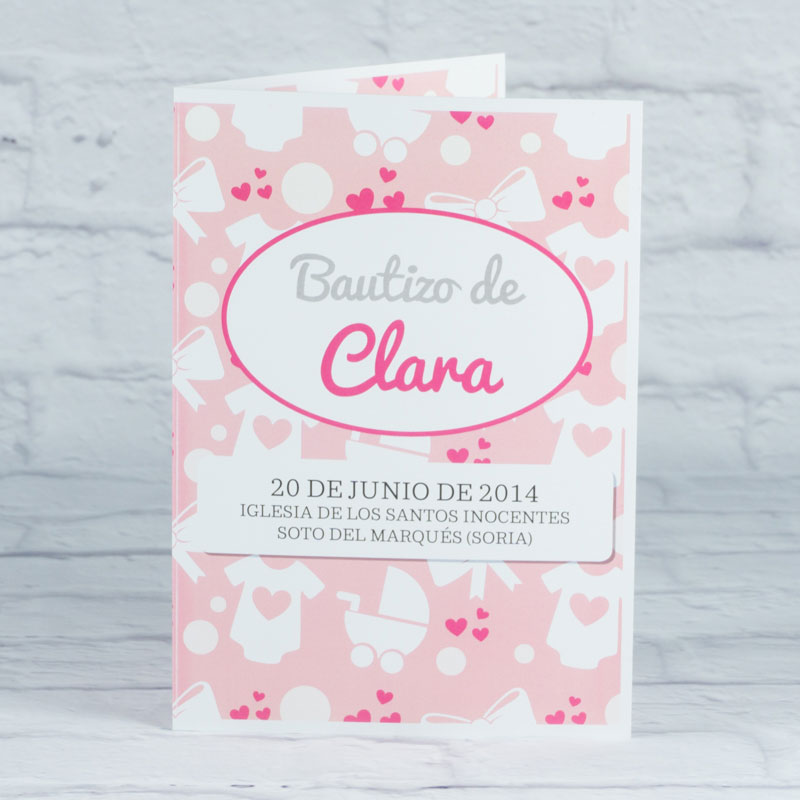 Bautizo de
Clara
20 DE JUNIO DE 2014
IGLESIA DE LOS SANTOS INOCENTES
SOTO DEL MARQUÉS (SORIA)